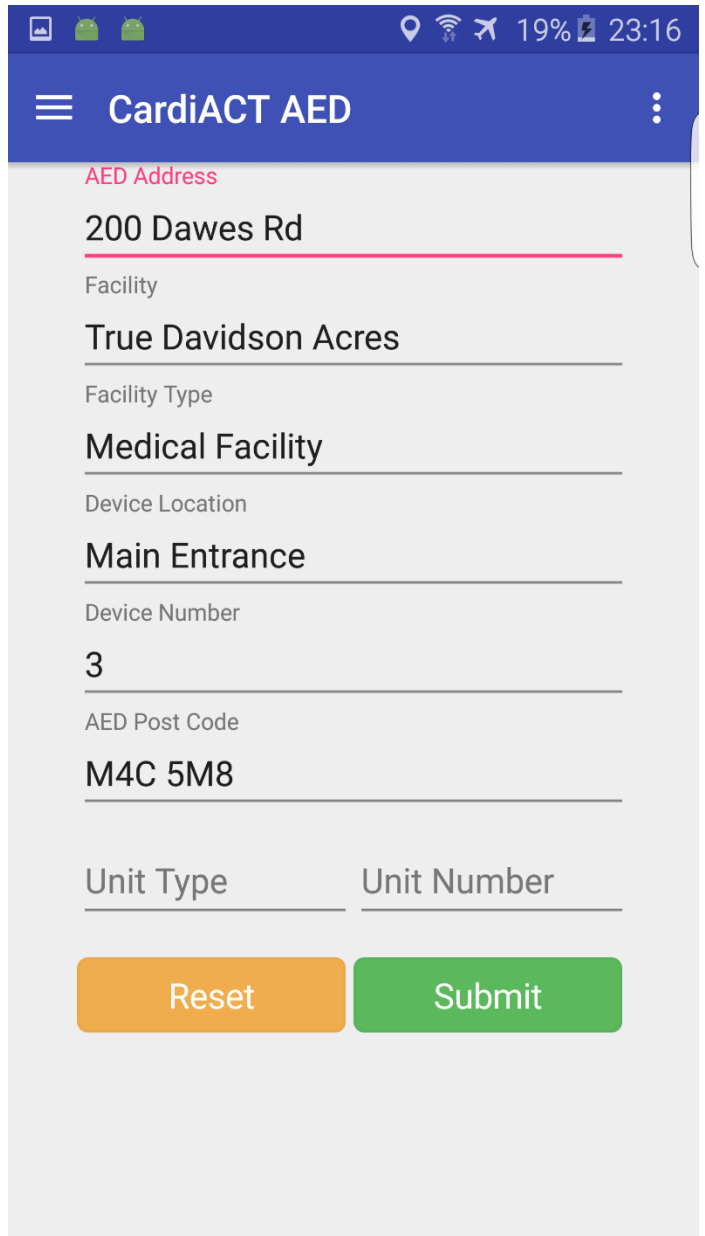 19% 23:16
CardiACT AED
AED Address
200 Dawes Rd
Facility
True Davidson Acres
Facility Type
Medical Facility
Device Location
Main Entrance
Device Number
3
AED Post Code
M4C 5M8
Unit Type Unit Number
Reset Submit